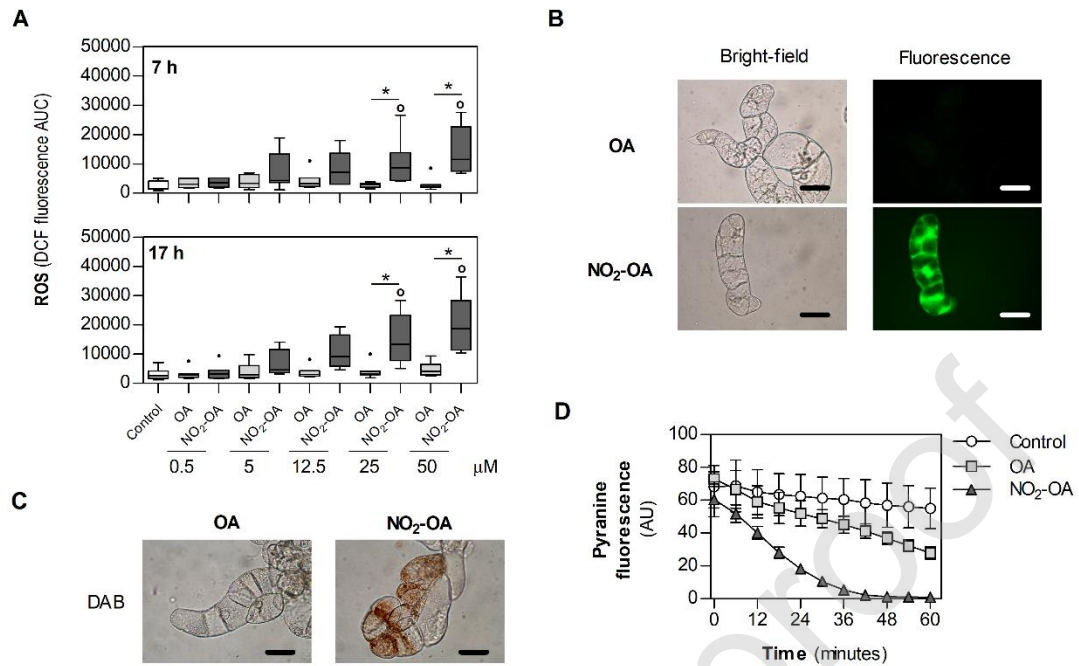 A
50000
40000
30000
20000
10000
0
7 h
*
*
50000
40000
30000
20000
10000
0
17 h
*
*
ROS (DCF fluorescence AUC)
Control
OA
NO₂-OA
OA
NO₂-OA
OA
NO₂-OA
OA
NO₂-OA
OA
NO₂-OA
0.5 5 12.5 25 50 μM
B
Bright-field Fluorescence
OA
NO₂-OA
C
OA NO₂-OA
DAB
D
100
80
60
40
20
0
Pyranine
fluorescence
(AU)
0 12 24 36 48 60
Time (minutes)
Control
OA
NO₂-OA
proof